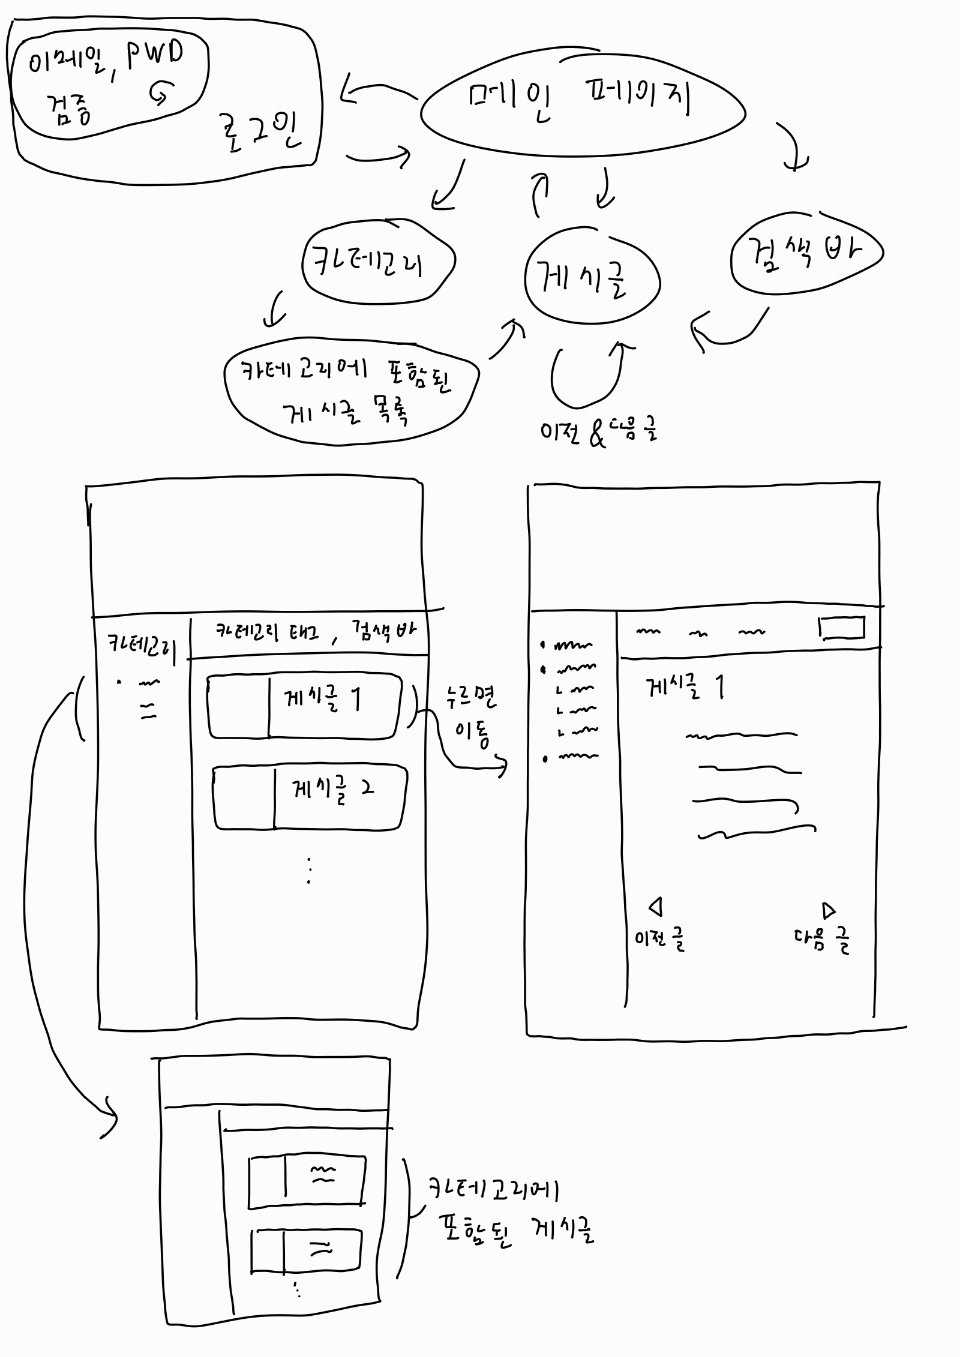 이메일, PWD
검증
로그인
메인 페이지
카테고리
게시글
검색 바
카테고리에 포함된
게시글 목록
이전 & 다음 글
카테고리
카테고리 태그, 검색 바
게시글 1
게시글 2
누르면
이동
게시글 1
이전 글
다음 글
카테고리에
포함된 게시글